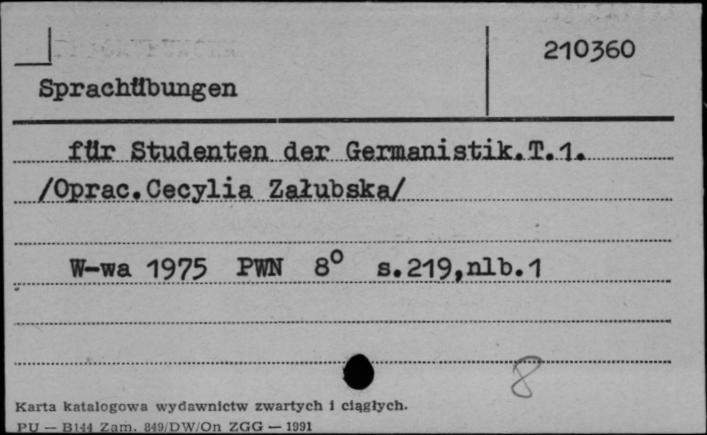 210360
Sprachübungen
für Studenten der Germanistik.T.1.
/Oprac.Cecylia Załubska/
W-wa 1975 PWN 8° s.219,nlb.1
8
Karta katalogowa wydawnictw zwartych i ciągłych.
PU — B144 Zam. 849/DW/On ZGG — 1991